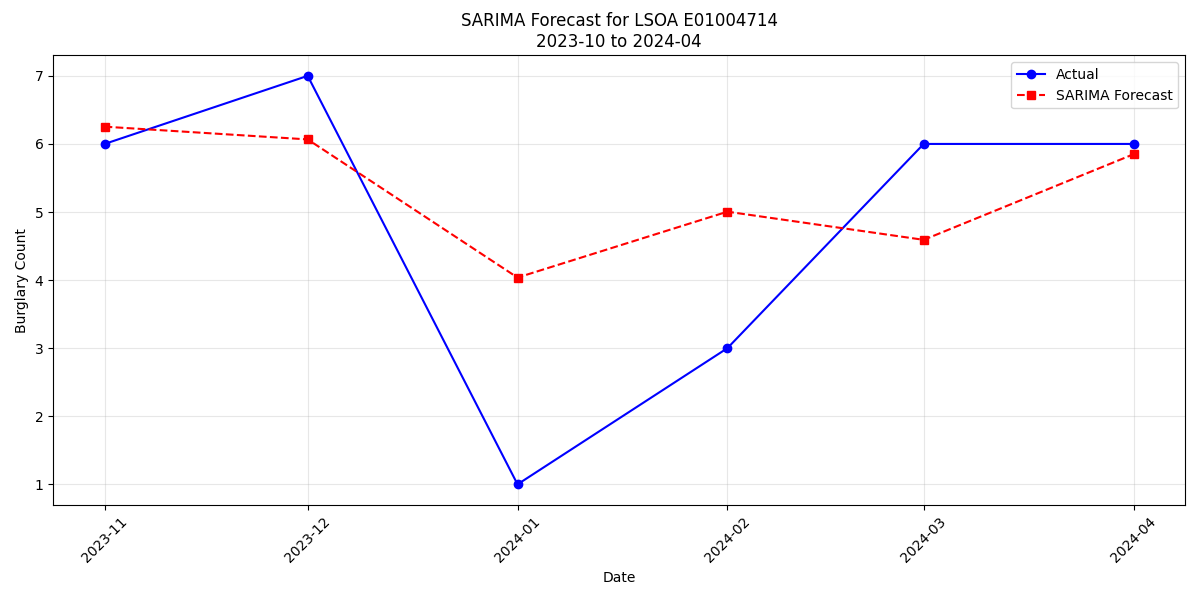 SARIMA Forecast for LSOA E01004714
2023-10 to 2024-04
Actual
SARIMA Forecast
Burglary Count
7
6
5
4
3
2
1
2023-11
2023-12
2024-01
2024-02
2024-03
2024-04
Date